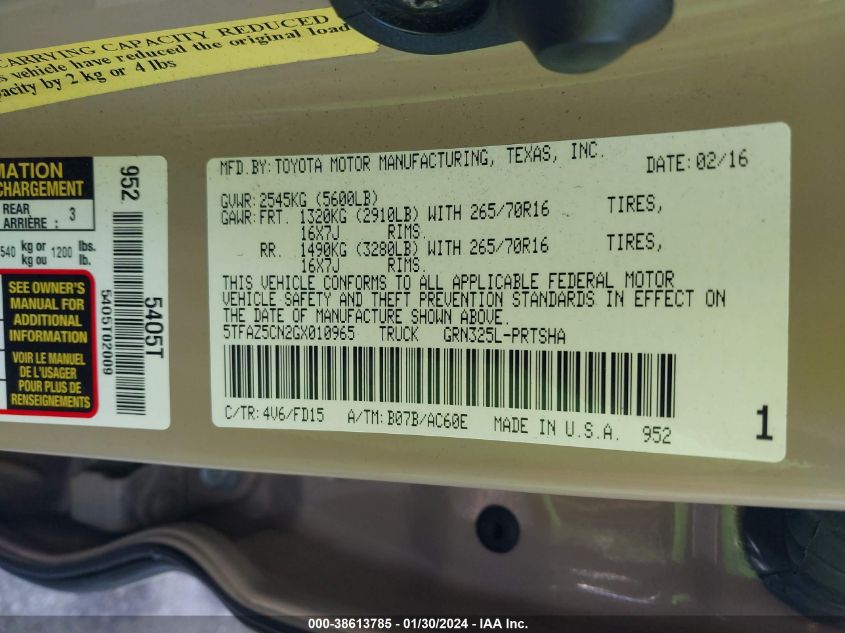 CARRYING CAPACITY REDUCED
s vehicle have reduced the original load
pacity by 2 kg or 4 lbs
MATION
CHARGEMENT
REAR
ARRIÈRE : 3
540 kg or 1200 lbs.
kg ou lb.
SEE OWNER'S
MANUAL FOR
ADDITIONAL
INFORMATION
VOIR LE MANUEL
DE L'USAGER
POUR PLUS DE
RENSEIGNEMENTS
952
5405T
5405T02009
MFD.BY:TOYOTA MOTOR MANUFACTURING, TEXAS, INC. DATE:02/16
GVWR:2545KG (5600LB)
GAWR:FRT. 1320KG (2910LB) WITH 265/70R16 TIRES,
16X7J RIMS.
RR. 1490KG (3280LB) WITH 265/70R16 TIRES,
16X7J RIMS.
THIS VEHICLE CONFORMS TO ALL APPLICABLE FEDERAL MOTOR
VEHICLE SAFETY AND THEFT PREVENTION STANDARDS IN EFFECT ON
THE DATE OF MANUFACTURE SHOWN ABOVE.
5TFAZ5CN2GX010965 TRUCK GRN325L-PRTSHA
C/TR:4V6/FD15 A/TM:B07B/AC60E MADE IN U.S.A. 952 1
000-38613785 - 01/30/2024 - IAA Inc.